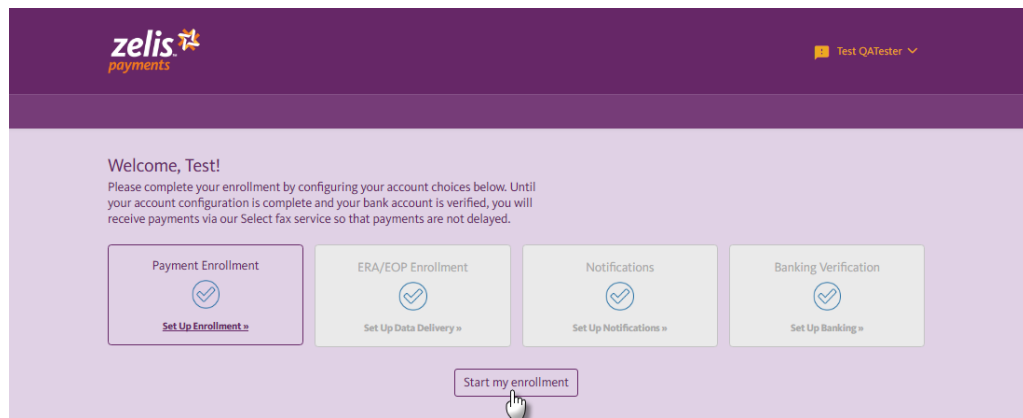 zelis
payments
Test QATester
Welcome, Test!
Please complete your enrollment by configuring your account choices below. Until
your account configuration is complete and your bank account is verified, you will
receive payments via our Select fax service so that payments are not delayed.
Payment Enrollment
Set Up Enrollment »
ERA/EOP Enrollment
Set Up Data Delivery »
Notifications
Set Up Notifications »
Banking Verification
Set Up Banking »
Start my enrollment